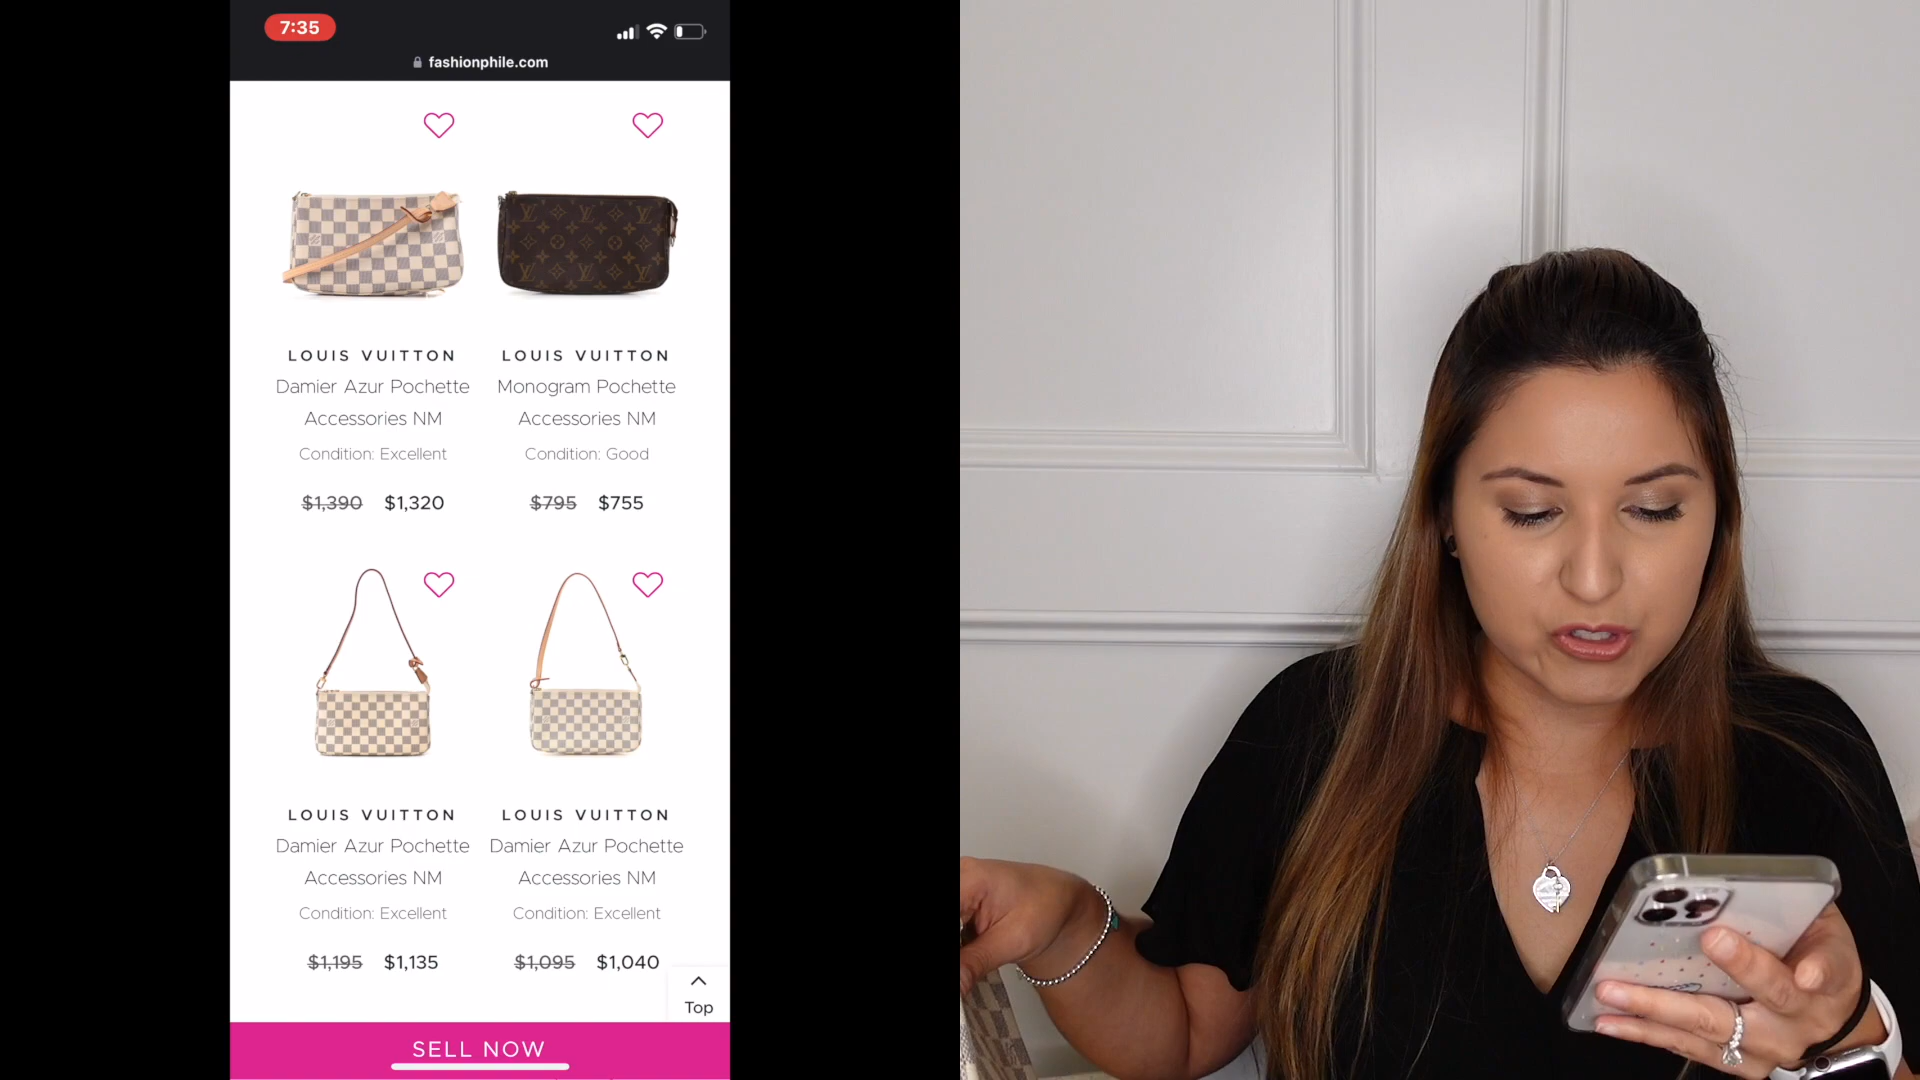 7:35
fashionphile.com
LOUIS VUITTON
Damier Azur Pochette
Accessories NM
Condition: Excellent
$1,390 $1,320
LOUIS VUITTON
Monogram Pochette
Accessories NM
Condition: Good
$795 $755
LOUIS VUITTON
Damier Azur Pochette
Accessories NM
Condition: Excellent
$1,195 $1,135
LOUIS VUITTON
Damier Azur Pochette
Accessories NM
Condition: Excellent
$1,095 $1,040
Top
SELL NOW